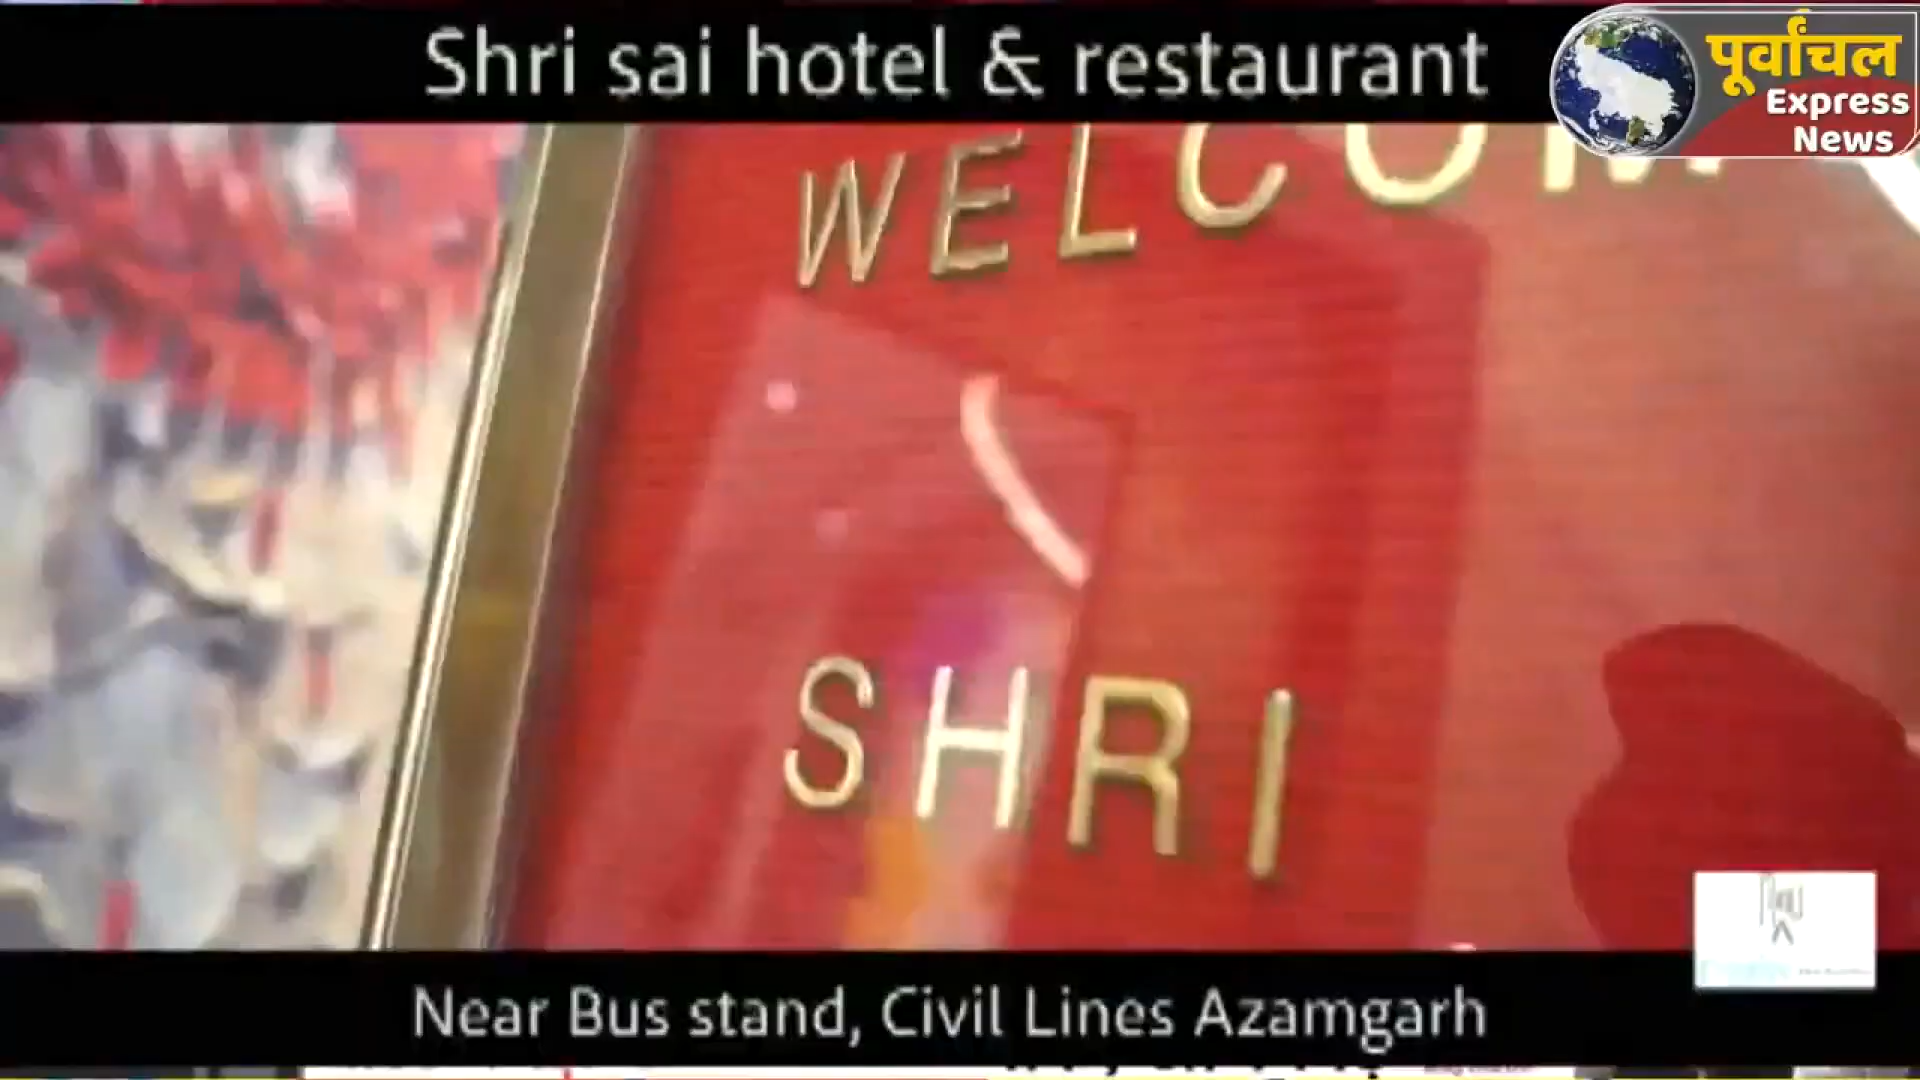 Shri sai hotel & restaurant
पूर्वांचल
Express
News
WELCOM
SHRI
Near Bus stand, Civil Lines Azamgarh